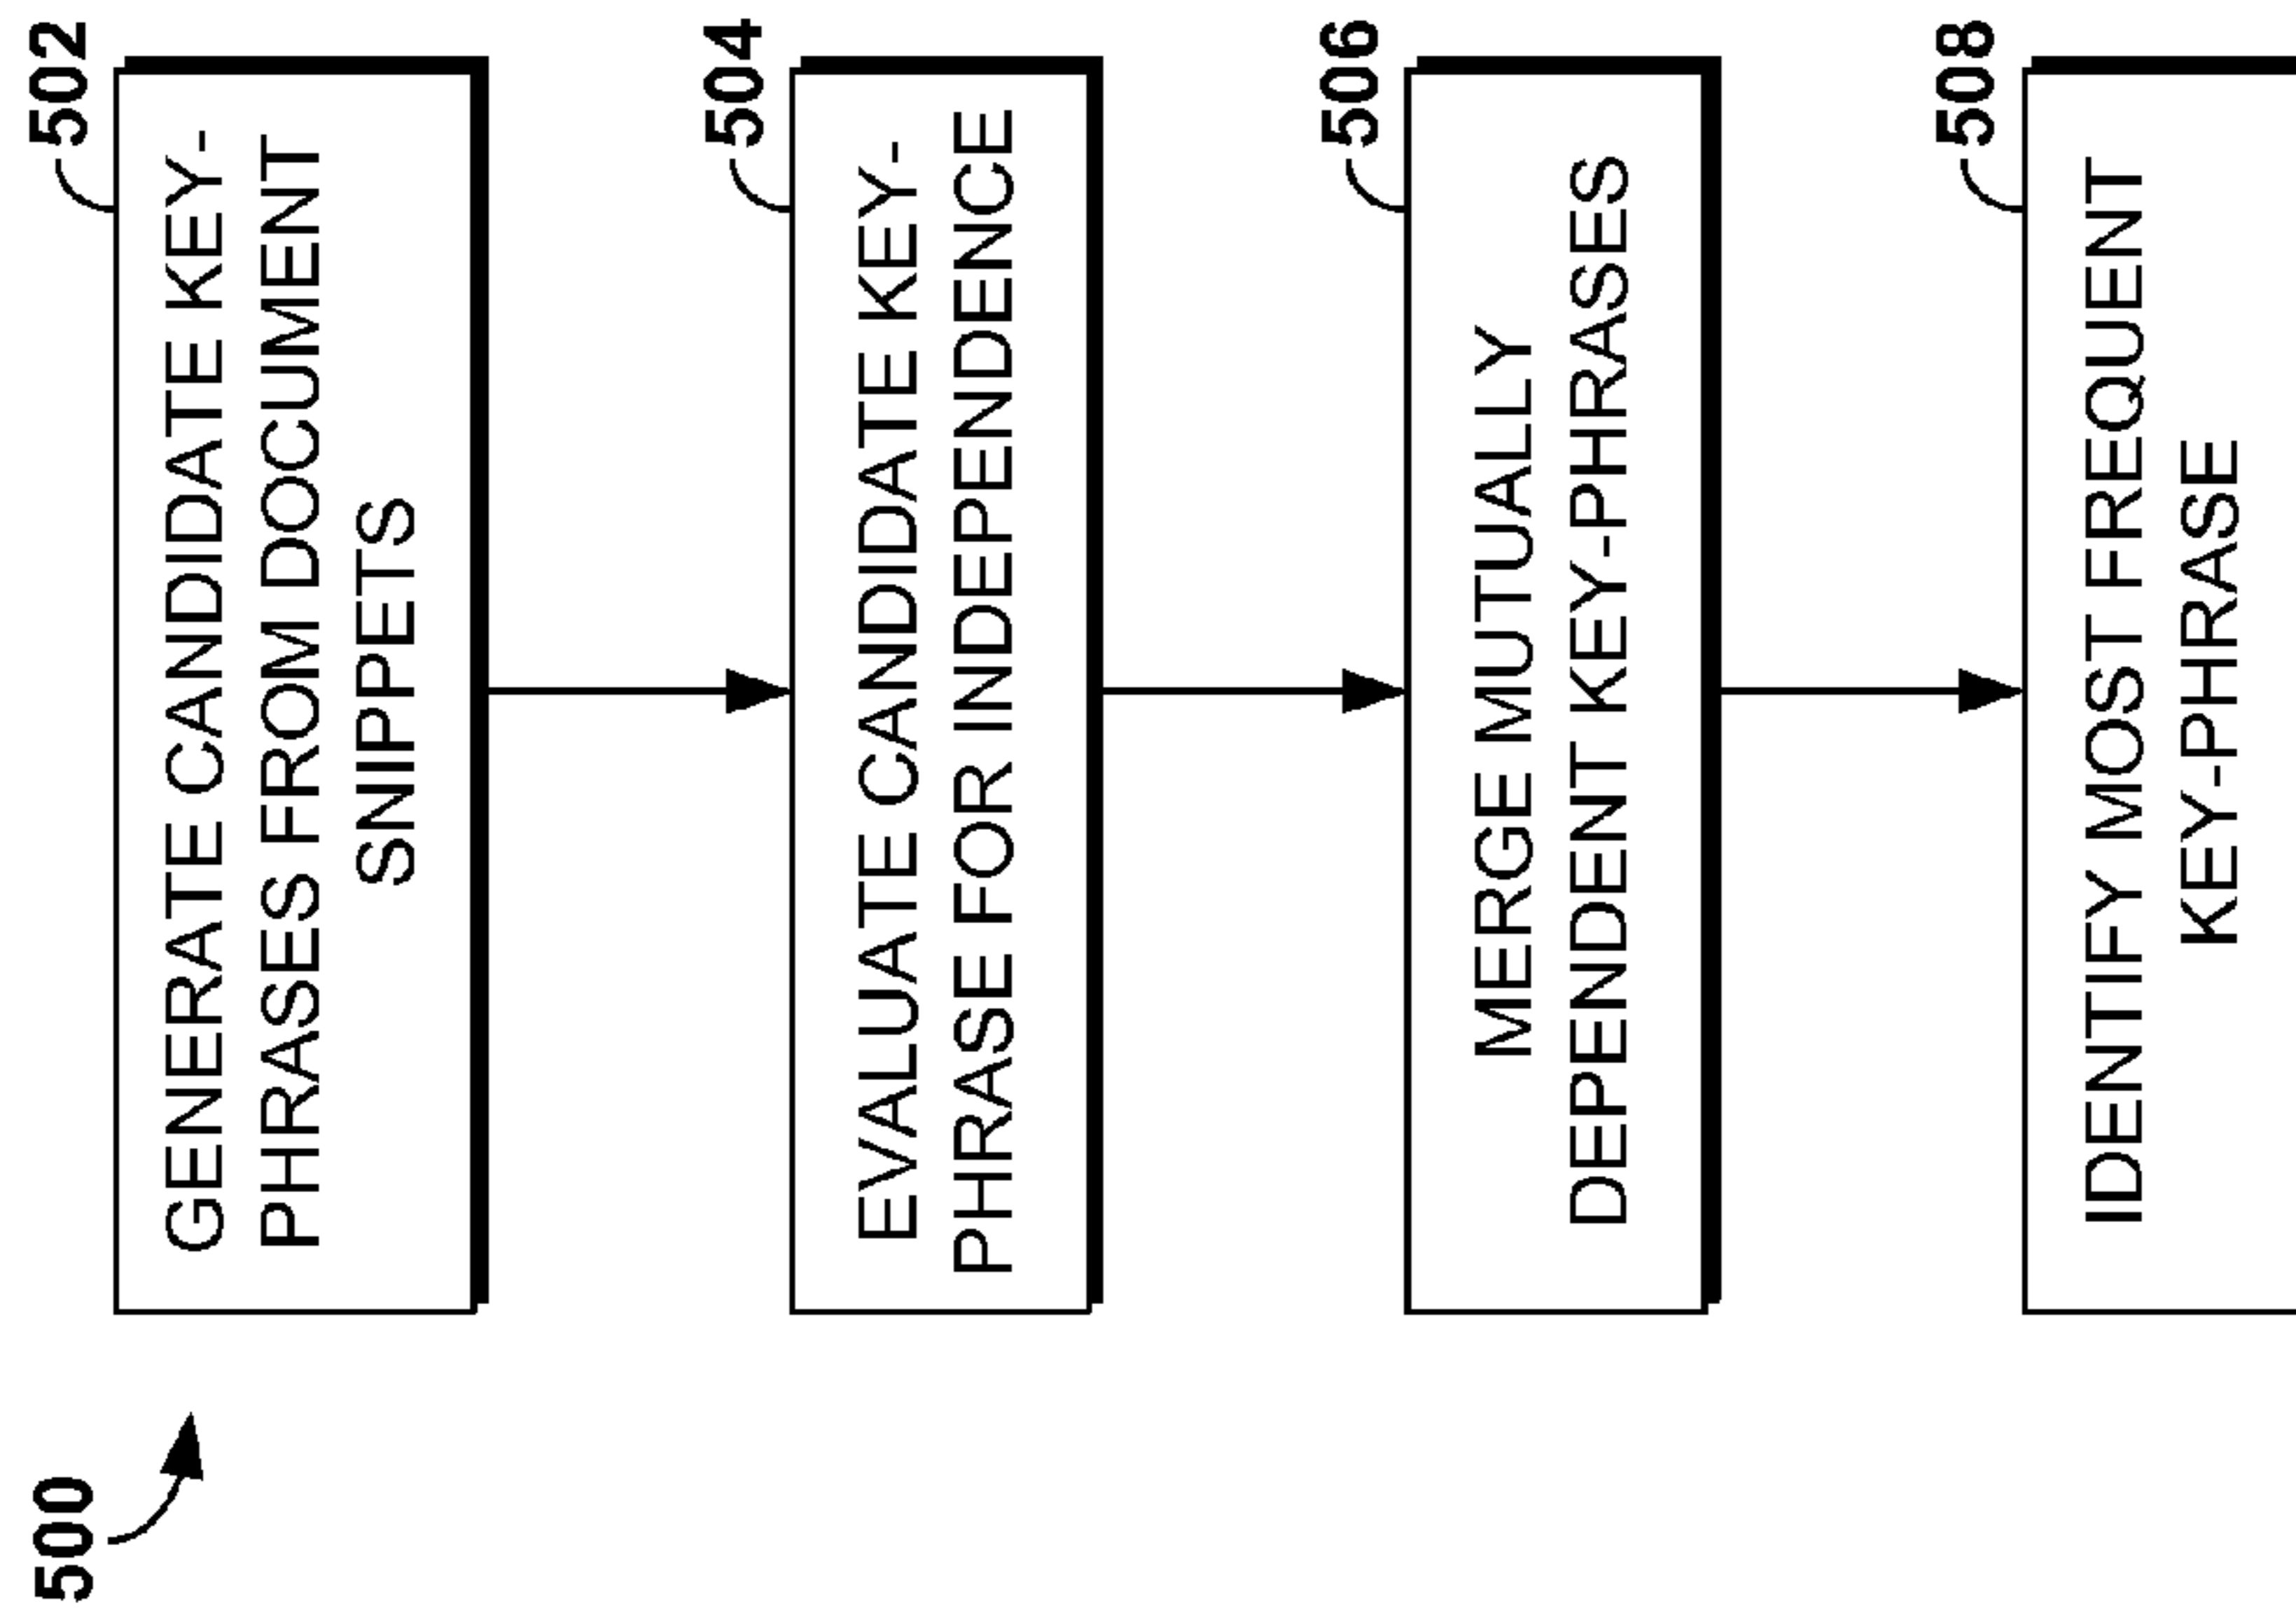 500
502
GENERATE CANDIDATE KEY-
PHRASES FROM DOCUMENT
SNIPPETS
504
EVALUATE CANDIDATE KEY-
PHRASE FOR INDEPENDENCE
506
MERGE MUTUALLY
DEPENDENT KEY-PHRASES
508
IDENTIFY MOST FREQUENT
KEY-PHRASE